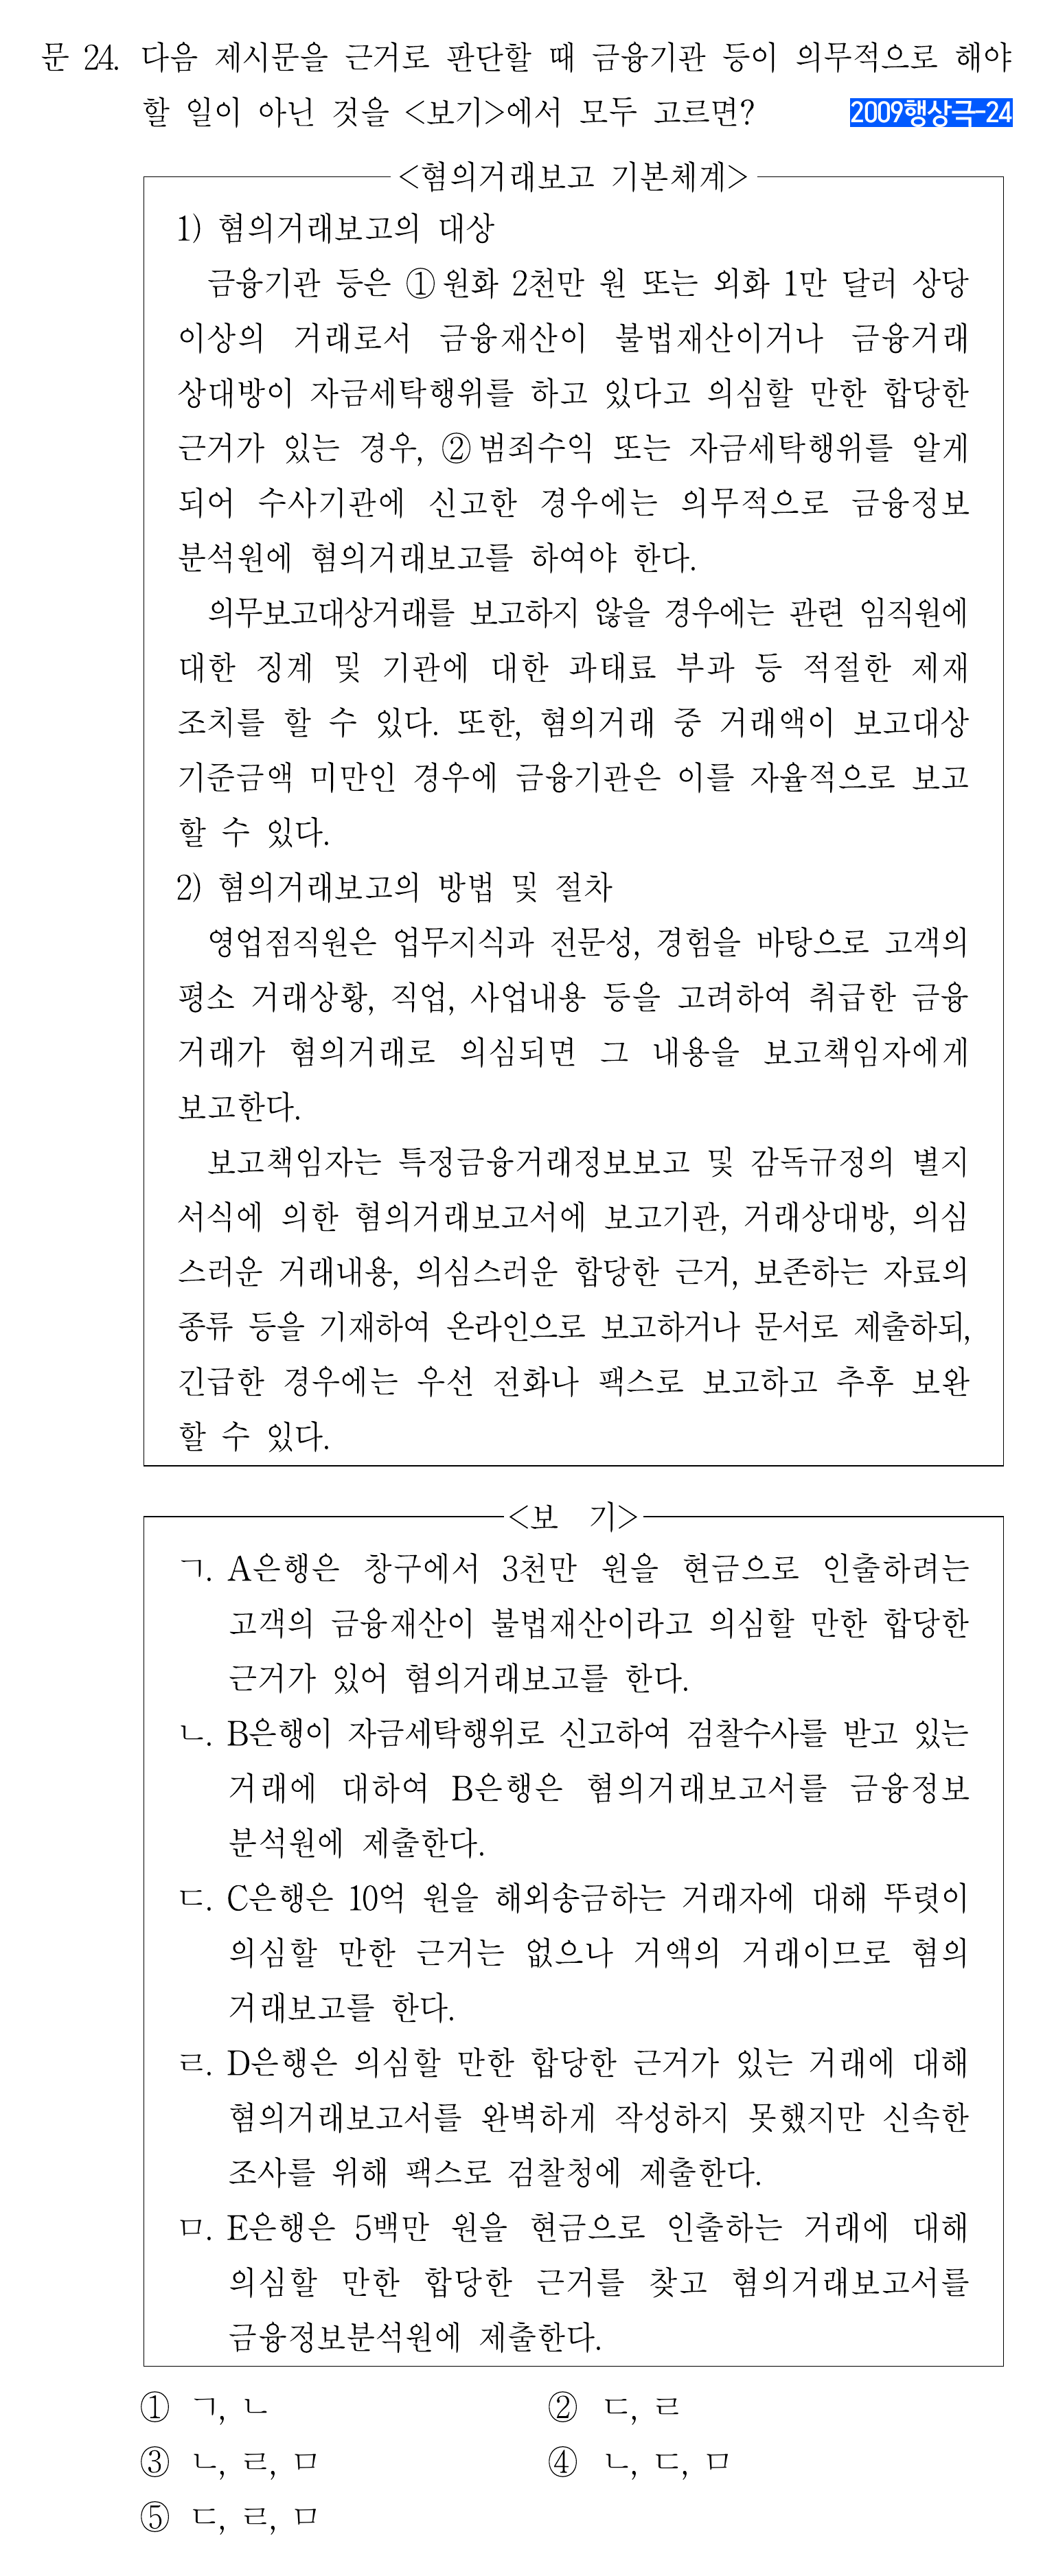 문 24. 다음 제시문을 근거로 판단할 때 금융기관 등이 의무적으로 해야
할 일이 아닌 것을 <보기>에서 모두 고르면?
2009행상극-24
<혐의거래보고 기본체계>
1) 혐의거래보고의 대상
금융기관 등은 ①원화 2천만 원 또는 외화 1만 달러 상당
이상의 거래로서 금융재산이 불법재산이거나 금융거래
상대방이 자금세탁행위를 하고 있다고 의심할 만한 합당한
근거가 있는 경우, ②범죄수익 또는 자금세탁행위를 알게
되어 수사기관에 신고한 경우에는 의무적으로 금융정보
분석원에 혐의거래보고를 하여야 한다.
의무보고대상거래를 보고하지 않을 경우에는 관련 임직원에
대한 징계 및 기관에 대한 과태료 부과 등 적절한 제재
조치를 할 수 있다. 또한, 혐의거래 중 거래액이 보고대상
기준금액 미만인 경우에 금융기관은 이를 자율적으로 보고
할 수 있다.
2) 혐의거래보고의 방법 및 절차
영업점직원은 업무지식과 전문성, 경험을 바탕으로 고객의
평소 거래상황, 직업, 사업내용 등을 고려하여 취급한 금융
거래가 혐의거래로 의심되면 그 내용을 보고책임자에게
보고한다.
보고책임자는 특정금융거래정보보고 및 감독규정의 별지
서식에 의한 혐의거래보고서에 보고기관, 거래상대방, 의심
스러운 거래내용, 의심스러운 합당한 근거, 보존하는 자료의
종류 등을 기재하여 온라인으로 보고하거나 문서로 제출하되,
긴급한 경우에는 우선 전화나 팩스로 보고하고 추후 보완
할 수 있다.
<보 기>
ㄱ. A은행은 창구에서 3천만 원을 현금으로 인출하려는
고객의 금융재산이 불법재산이라고 의심할 만한 합당한
근거가 있어 혐의거래보고를 한다.
ㄴ. B은행이 자금세탁행위로 신고하여 검찰수사를 받고 있는
거래에 대하여 B은행은 혐의거래보고서를 금융정보
분석원에 제출한다.
ㄷ. C은행은 10억 원을 해외송금하는 거래자에 대해 뚜렷이
의심할 만한 근거는 없으나 거액의 거래이므로 혐의
거래보고를 한다.
ㄹ. D은행은 의심할 만한 합당한 근거가 있는 거래에 대해
혐의거래보고서를 완벽하게 작성하지 못했지만 신속한
조사를 위해 팩스로 검찰청에 제출한다.
ㅁ. E은행은 5백만 원을 현금으로 인출하는 거래에 대해
의심할 만한 합당한 근거를 찾고 혐의거래보고서를
금융정보분석원에 제출한다.
① ㄱ, ㄴ
② ㄷ, ㄹ
③ ㄴ, ㄹ, ㅁ
④ ㄴ, ㄷ, ㅁ
⑤ ㄷ, ㄹ, ㅁ